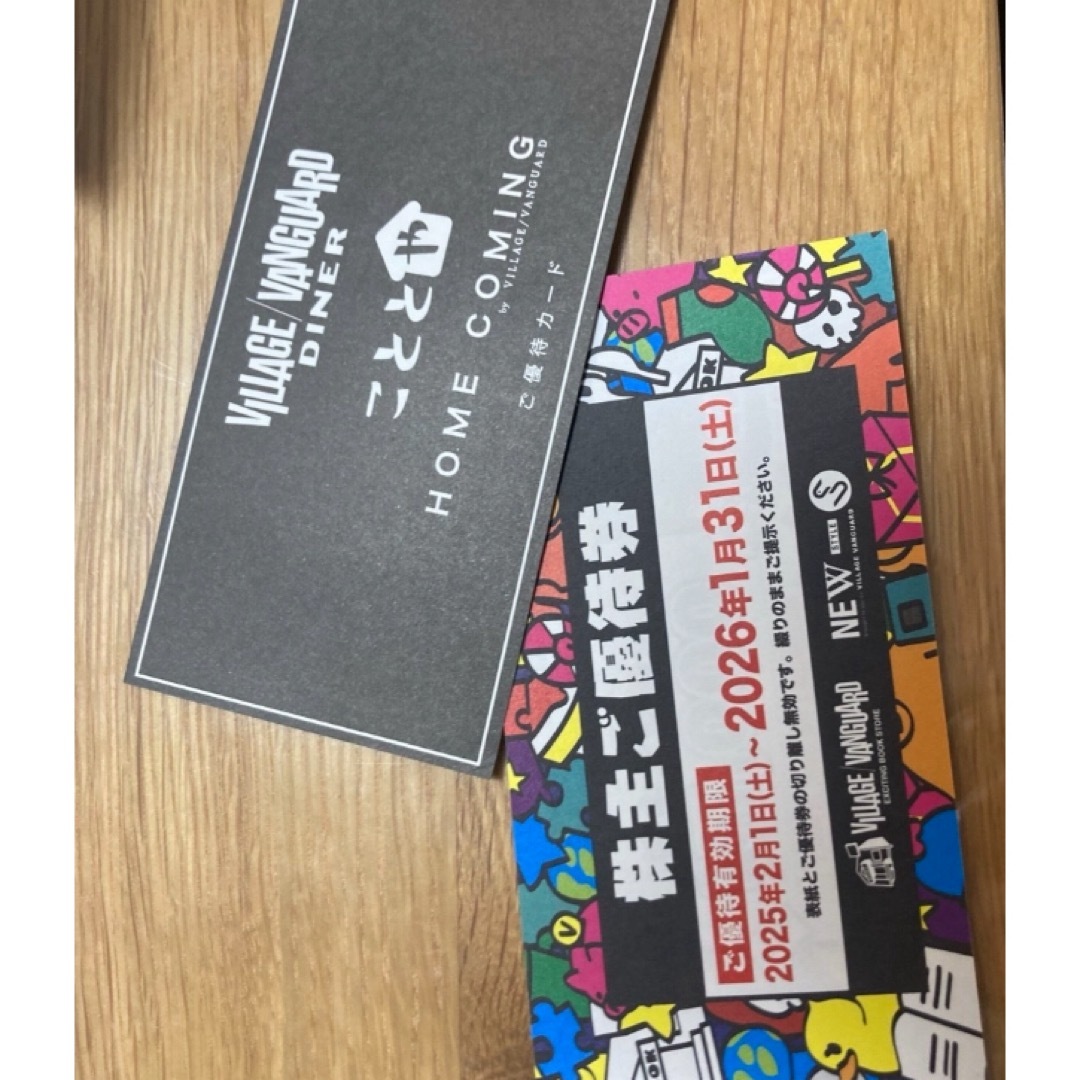 VILLAGE/VANGUARD
DINER
こととや
HOME COMING
by VILLAGE/VANGUARD
ご優待カード
株主ご優待券
ご優待有効期限
2025年2月1日(土)~2026年1月31日(土)
表紙とご優待券の切り離し無効です。綴りのままご提示ください。
VILLAGE/VANGUARD
EXCITING BOOK STORE
NEW STYLE
VILLAGE VANGUARD
OK
OK